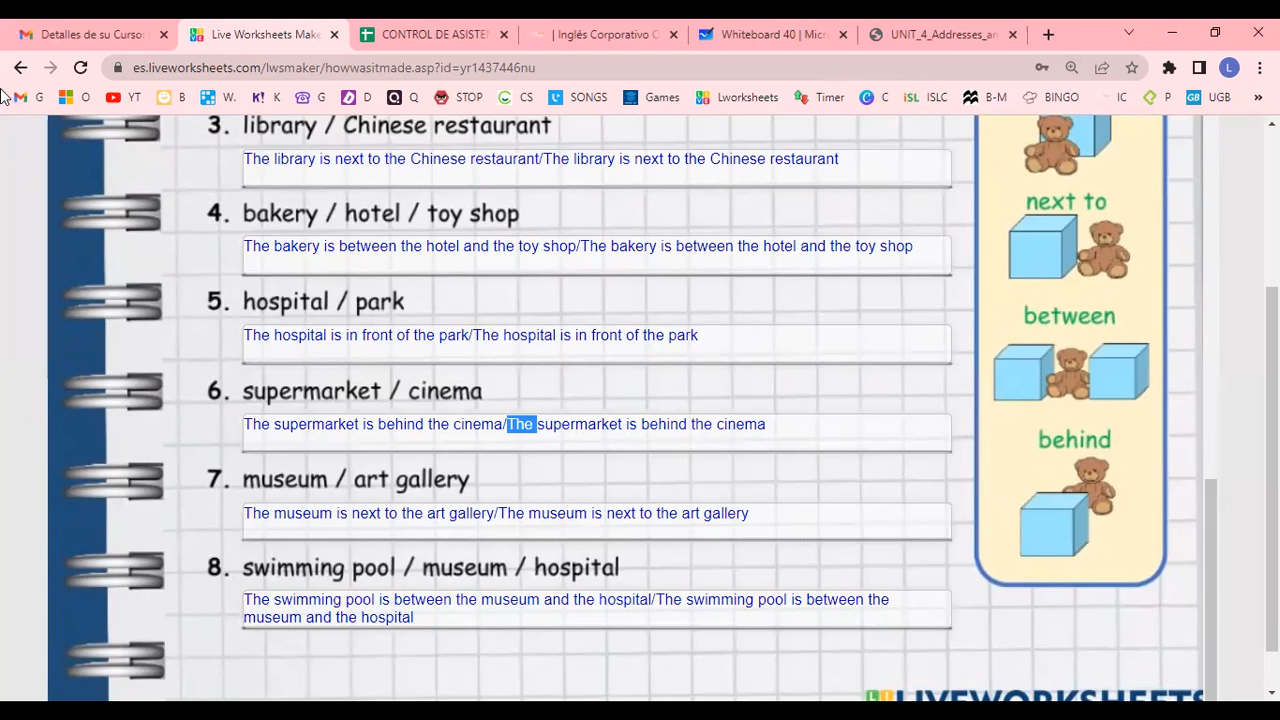 Detalles de su Curso:
Live Worksheets Make
CONTROL DE ASISTEN
| Inglés Corporativo O
Whiteboard 40 | Micr
UNIT_4_Addresses_an
es.liveworksheets.com/lwsmaker/howwasitmade.asp?id=yr1437446nu
G O YT B W. K G D Q STOP CS SONGS Games Lworksheets Timer C ISLC B-M BINGO IC P UGB »
3. library / Chinese restaurant
The library is next to the Chinese restaurant/The library is next to the Chinese restaurant
next to
4. bakery / hotel / toy shop
The bakery is between the hotel and the toy shop/The bakery is between the hotel and the toy shop
5. hospital / park
between
The hospital is in front of the park/The hospital is in front of the park
6. supermarket / cinema
The supermarket is behind the cinema/The supermarket is behind the cinema
behind
7. museum / art gallery
The museum is next to the art gallery/The museum is next to the art gallery
8. swimming pool / museum / hospital
The swimming pool is between the museum and the hospital/The swimming pool is between the
museum and the hospital
LIVEWORKSHEETS